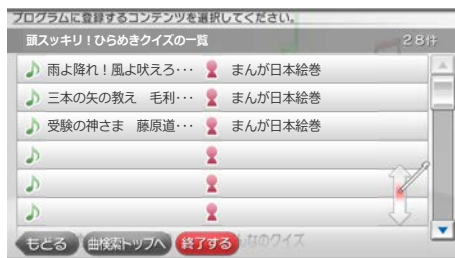 プログラムに登録するコンテンツを選択してください。
頭スッキリ！ひらめきクイズの一覧 28件
雨よ降れ！風よ吠えろ・・・ まんが日本絵巻
三本の矢の教え 毛利・・・ まんが日本絵巻
受験の神さま 藤原道・・・ まんが日本絵巻
もどる 曲検索トップへ 終了する なのクイズ